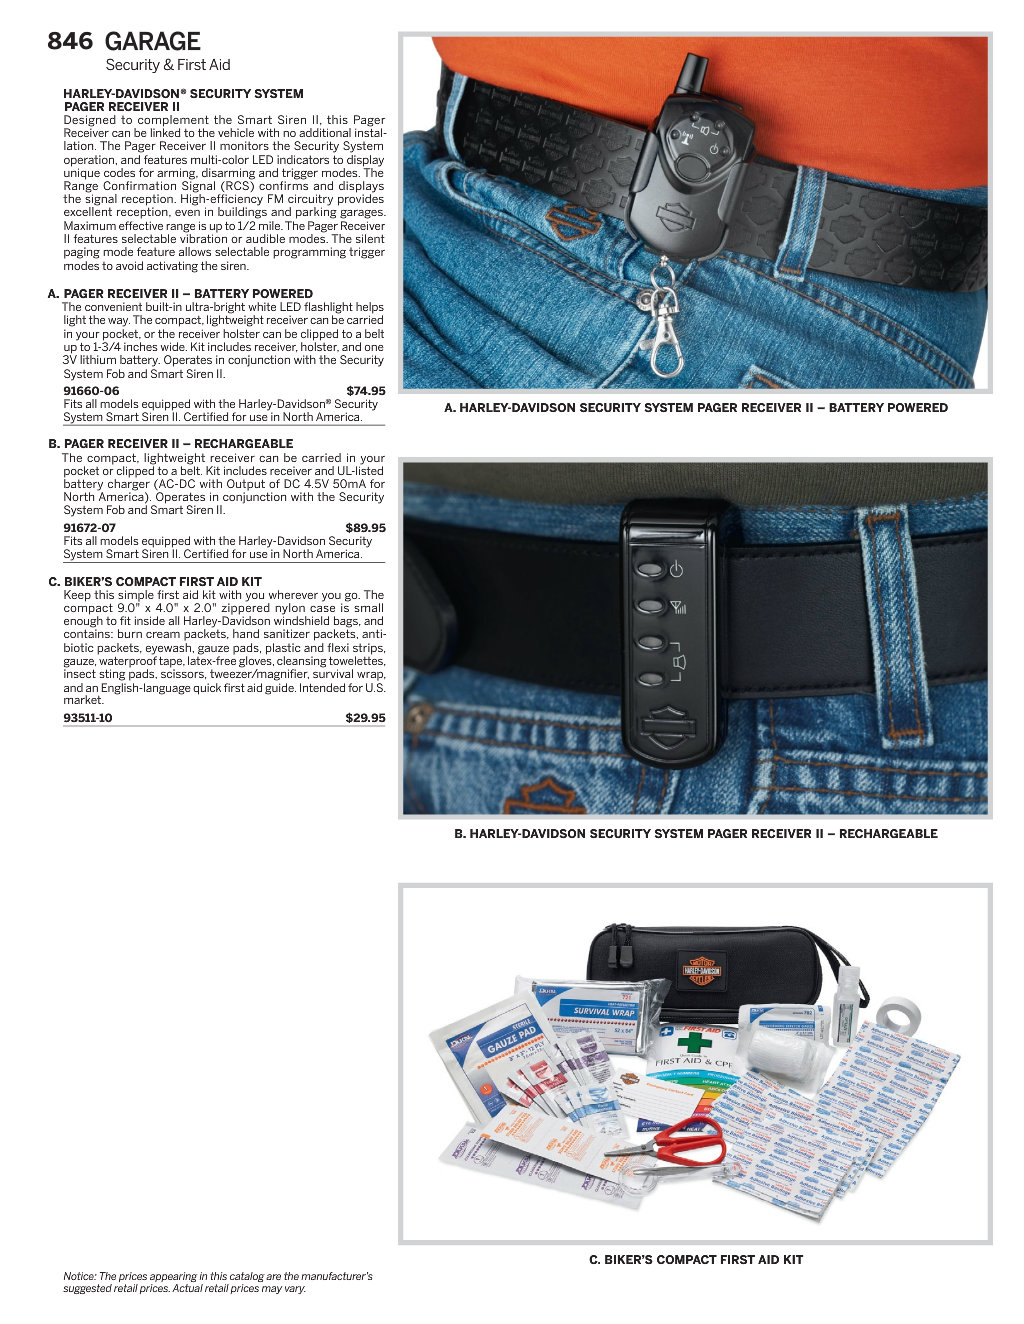 846 GARAGE
Security & First Aid
HARLEY-DAVIDSON® SECURITY SYSTEM
PAGER RECEIVER II
Designed to complement the Smart Siren II, this Pager
Receiver can be linked to the vehicle with no additional instal-
lation. The Pager Receiver II monitors the Security System
operation, and features multi-color LED indicators to display
unique codes for arming, disarming and trigger modes. The
Range Confirmation Signal (RCS) confirms and displays
the signal reception. High-efficiency FM circuitry provides
excellent reception, even in buildings and parking garages.
Maximum effective range is up to 1/2 mile. The Pager Receiver
II features selectable vibration or audible modes. The silent
paging mode feature allows selectable programming trigger
modes to avoid activating the siren.
A. PAGER RECEIVER II – BATTERY POWERED
The convenient built-in ultra-bright white LED flashlight helps
light the way. The compact, lightweight receiver can be carried
in your pocket, or the receiver holster can be clipped to a belt
up to 1-3/4 inches wide. Kit includes receiver, holster, and one
3V lithium battery. Operates in conjunction with the Security
System Fob and Smart Siren II.
91660-06 $74.95
Fits all models equipped with the Harley-Davidson® Security
System Smart Siren II. Certified for use in North America.
B. PAGER RECEIVER II – RECHARGEABLE
The compact, lightweight receiver can be carried in your
pocket or clipped to a belt. Kit includes receiver and UL-listed
battery charger (AC-DC with Output of DC 4.5V 50mA for
North America). Operates in conjunction with the Security
System Fob and Smart Siren II.
91672-07 $89.95
Fits all models equipped with the Harley-Davidson Security
System Smart Siren II. Certified for use in North America.
C. BIKER'S COMPACT FIRST AID KIT
Keep this simple first aid kit with you wherever you go. The
compact 9.0" x 4.0" x 2.0" zippered nylon case is small
enough to fit inside all Harley-Davidson windshield bags, and
contains: burn cream packets, hand sanitizer packets, anti-
biotic packets, eyewash, gauze pads, plastic and flexi strips,
gauze, waterproof tape, latex-free gloves, cleansing towelettes,
insect sting pads, scissors, tweezer/magnifier, survival wrap,
and an English-language quick first aid guide. Intended for U.S.
market.
93511-10 $29.95
A. HARLEY-DAVIDSON SECURITY SYSTEM PAGER RECEIVER II – BATTERY POWERED
B. HARLEY-DAVIDSON SECURITY SYSTEM PAGER RECEIVER II – RECHARGEABLE
MOTOR
HARLEY-DAVIDSON
CYCLES
SURVIVAL WRAP
STERILE
GAUZE PAD
FIRST AID
FIRST AID & CPR
Adhesive Bandage
C. BIKER'S COMPACT FIRST AID KIT
Notice: The prices appearing in this catalog are the manufacturer's
suggested retail prices. Actual retail prices may vary.